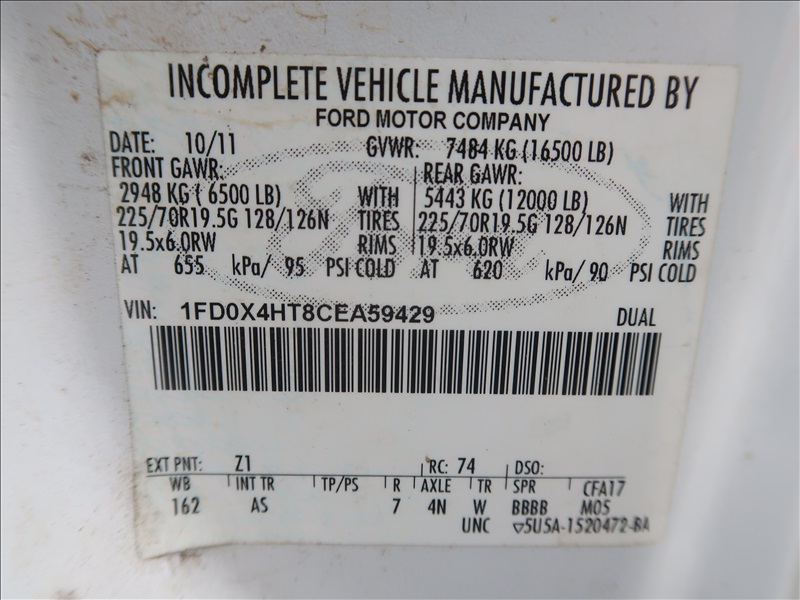 INCOMPLETE VEHICLE MANUFACTURED BY
FORD MOTOR COMPANY
DATE: 10/11 GVWR: 7484 KG (16500 LB)
FRONT GAWR: REAR GAWR:
2948 KG ( 6500 LB) WITH 5443 KG (12000 LB) WITH
225/70R19.5G 128/126N TIRES 225/70R19.5G 128/126N TIRES
19.5x6.0RW RIMS 19.5x6.0RW RIMS
AT 655 kPa/ 95 PSI COLD AT 620 kPa/ 90 PSI COLD
VIN: 1FD0X4HT8CEA59429 DUAL
EXT PNT: Z1 RC: 74 DSO:
WB INT TR TP/PS R AXLE TR SPR CFA17
162 AS 7 4N W BBBB M05
UNC ▽5U5A-1520472-BA